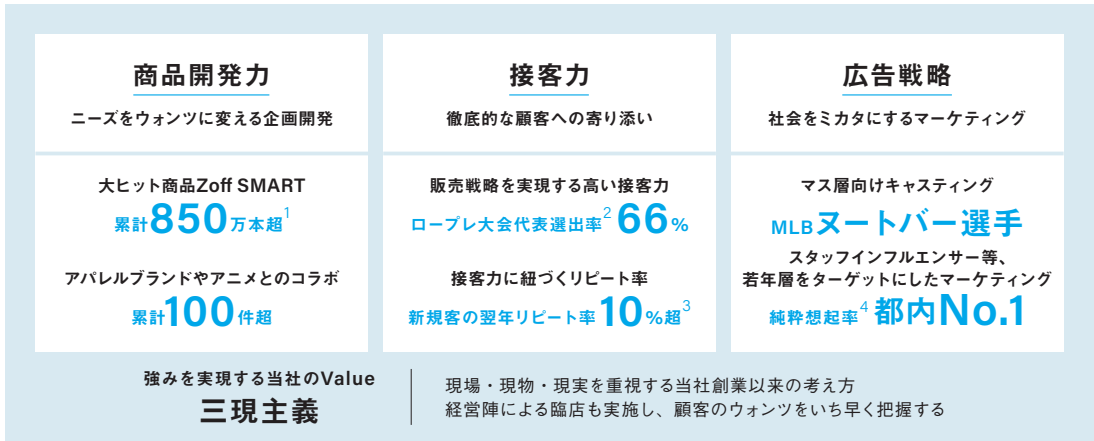 商品開発力
ニーズをウォンツに変える企画開発
大ヒット商品Zoff SMART
累計850万本超1
アパレルブランドやアニメとのコラボ
累計100件超
接客力
徹底的な顧客への寄り添い
販売戦略を実現する高い接客力
ロープレ大会代表選出率2 66%
接客力に紐づくリピート率
新規客の翌年リピート率10%超3
広告戦略
社会をミカタにするマーケティング
マス層向けキャスティング
MLBヌートバー選手
スタッフインフルエンサー等、
若年層をターゲットにしたマーケティング
純粋想起率4 都内No.1
強みを実現する当社のValue
三現主義
現場・現物・現実を重視する当社創業以来の考え方
経営陣による臨店も実施し、顧客のウォンツをいち早く把握する